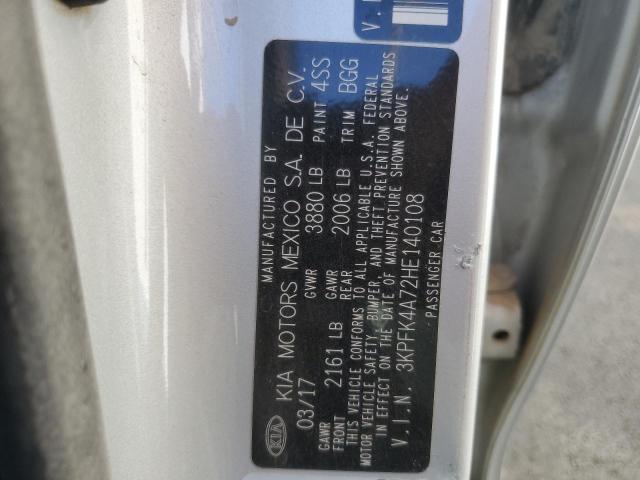 MANUFACTURED BY
KIA KIA MOTORS MEXICO S.A. DE C.V.
03/17 GVWR 3880 LB PAINT 4SS
GAWR FRONT 2161 LB GAWR REAR 2006 LB TRIM BGG
THIS VEHICLE CONFORMS TO ALL APPLICABLE U.S.A. FEDERAL
MOTOR VEHICLE SAFETY, BUMPER, AND THEFT PREVENTION STANDARDS
IN EFFECT ON THE DATE OF MANUFACTURE SHOWN ABOVE.
V.I.N. 3KPFK4A72HE140108
PASSENGER CAR